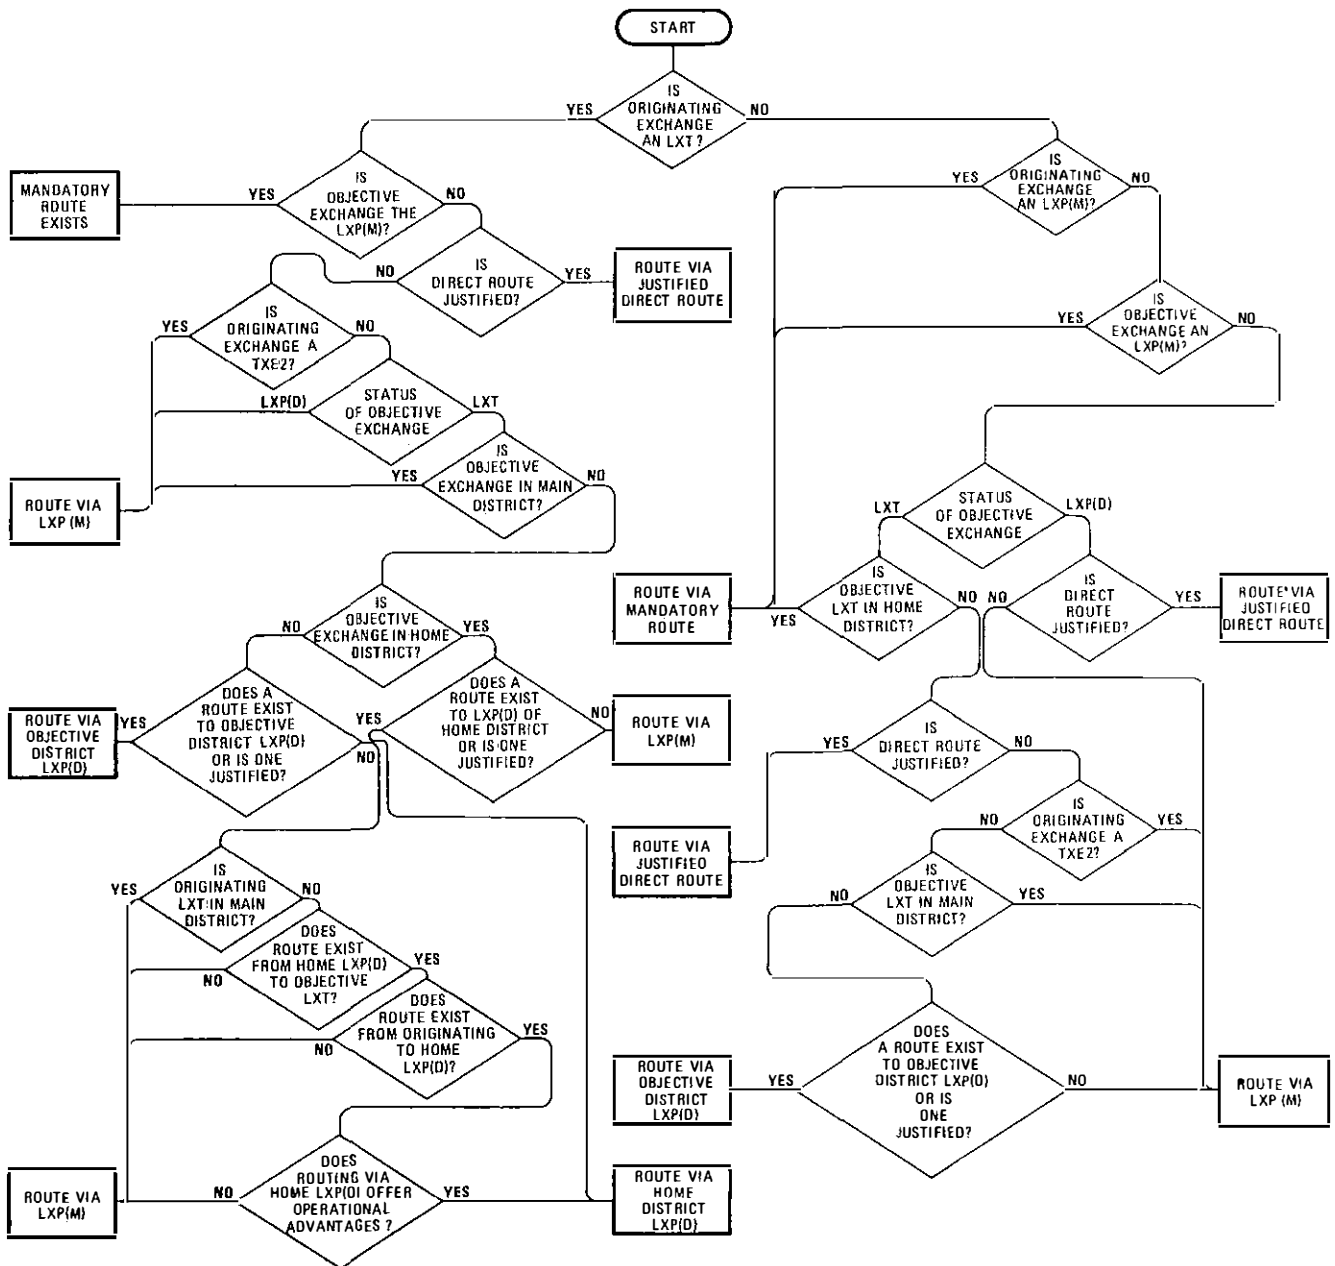 START
IS
ORIGINATING
EXCHANGE
AN LXT?
YES
NO
IS
OBJECTIVE
EXCHANGE THE
LXP(M)?
YES
NO
MANDATORY
ROUTE
EXISTS
IS
ORIGINATING
EXCHANGE
AN LXP(M)?
YES
NO
IS
DIRECT ROUTE
JUSTIFIED?
NO
YES
ROUTE VIA
JUSTIFIED
DIRECT ROUTE
IS
OBJECTIVE
EXCHANGE AN
LXP(M)?
YES
NO
IS
ORIGINATING
EXCHANGE A
TXE2?
YES
NO
STATUS
OF OBJECTIVE
EXCHANGE
LXP(D)
LXT
IS
OBJECTIVE
EXCHANGE IN MAIN
DISTRICT?
YES
NO
ROUTE VIA
LXP (M)
STATUS
OF OBJECTIVE
EXCHANGE
LXT
LXP(D)
IS
OBJECTIVE
LXT IN HOME
DISTRICT?
YES
NO
IS
DIRECT
ROUTE
JUSTIFIED?
NO
YES
ROUTE VIA
MANDATORY
ROUTE
ROUTE VIA
JUSTIFIED
DIRECT ROUTE
IS
OBJECTIVE
EXCHANGE IN HOME
DISTRICT?
NO
YES
DOES A
ROUTE EXIST
TO OBJECTIVE
DISTRICT LXP(D)
OR IS ONE
JUSTIFIED?
YES
NO
ROUTE VIA
OBJECTIVE
DISTRICT
LXP(D)
DOES A
ROUTE EXIST
TO LXP(D) OF
HOME DISTRICT
OR IS ONE
JUSTIFIED?
YES
NO
ROUTE VIA
LXP(M)
IS
DIRECT ROUTE
JUSTIFIED?
YES
NO
IS
ORIGINATING
EXCHANGE A
TXE2?
NO
YES
ROUTE VIA
JUSTIFIED
DIRECT ROUTE
IS
OBJECTIVE
LXT IN MAIN
DISTRICT?
NO
YES
IS
ORIGINATING
LXT IN MAIN
DISTRICT?
YES
NO
DOES
ROUTE EXIST
FROM HOME LXP(D)
TO OBJECTIVE
LXT?
NO
YES
DOES
ROUTE EXIST
FROM ORIGINATING
TO HOME
LXP(D)?
NO
YES
DOES
A ROUTE EXIST
TO OBJECTIVE
DISTRICT LXP(D)
OR IS
ONE
JUSTIFIED?
YES
NO
ROUTE VIA
OBJECTIVE
DISTRICT
LXP(D)
ROUTE VIA
LXP (M)
DOES
ROUTING VIA
HOME LXP(D) OFFER
OPERATIONAL
ADVANTAGES ?
NO
YES
ROUTE VIA
LXP(M)
ROUTE VIA
HOME
DISTRICT
LXP(D)